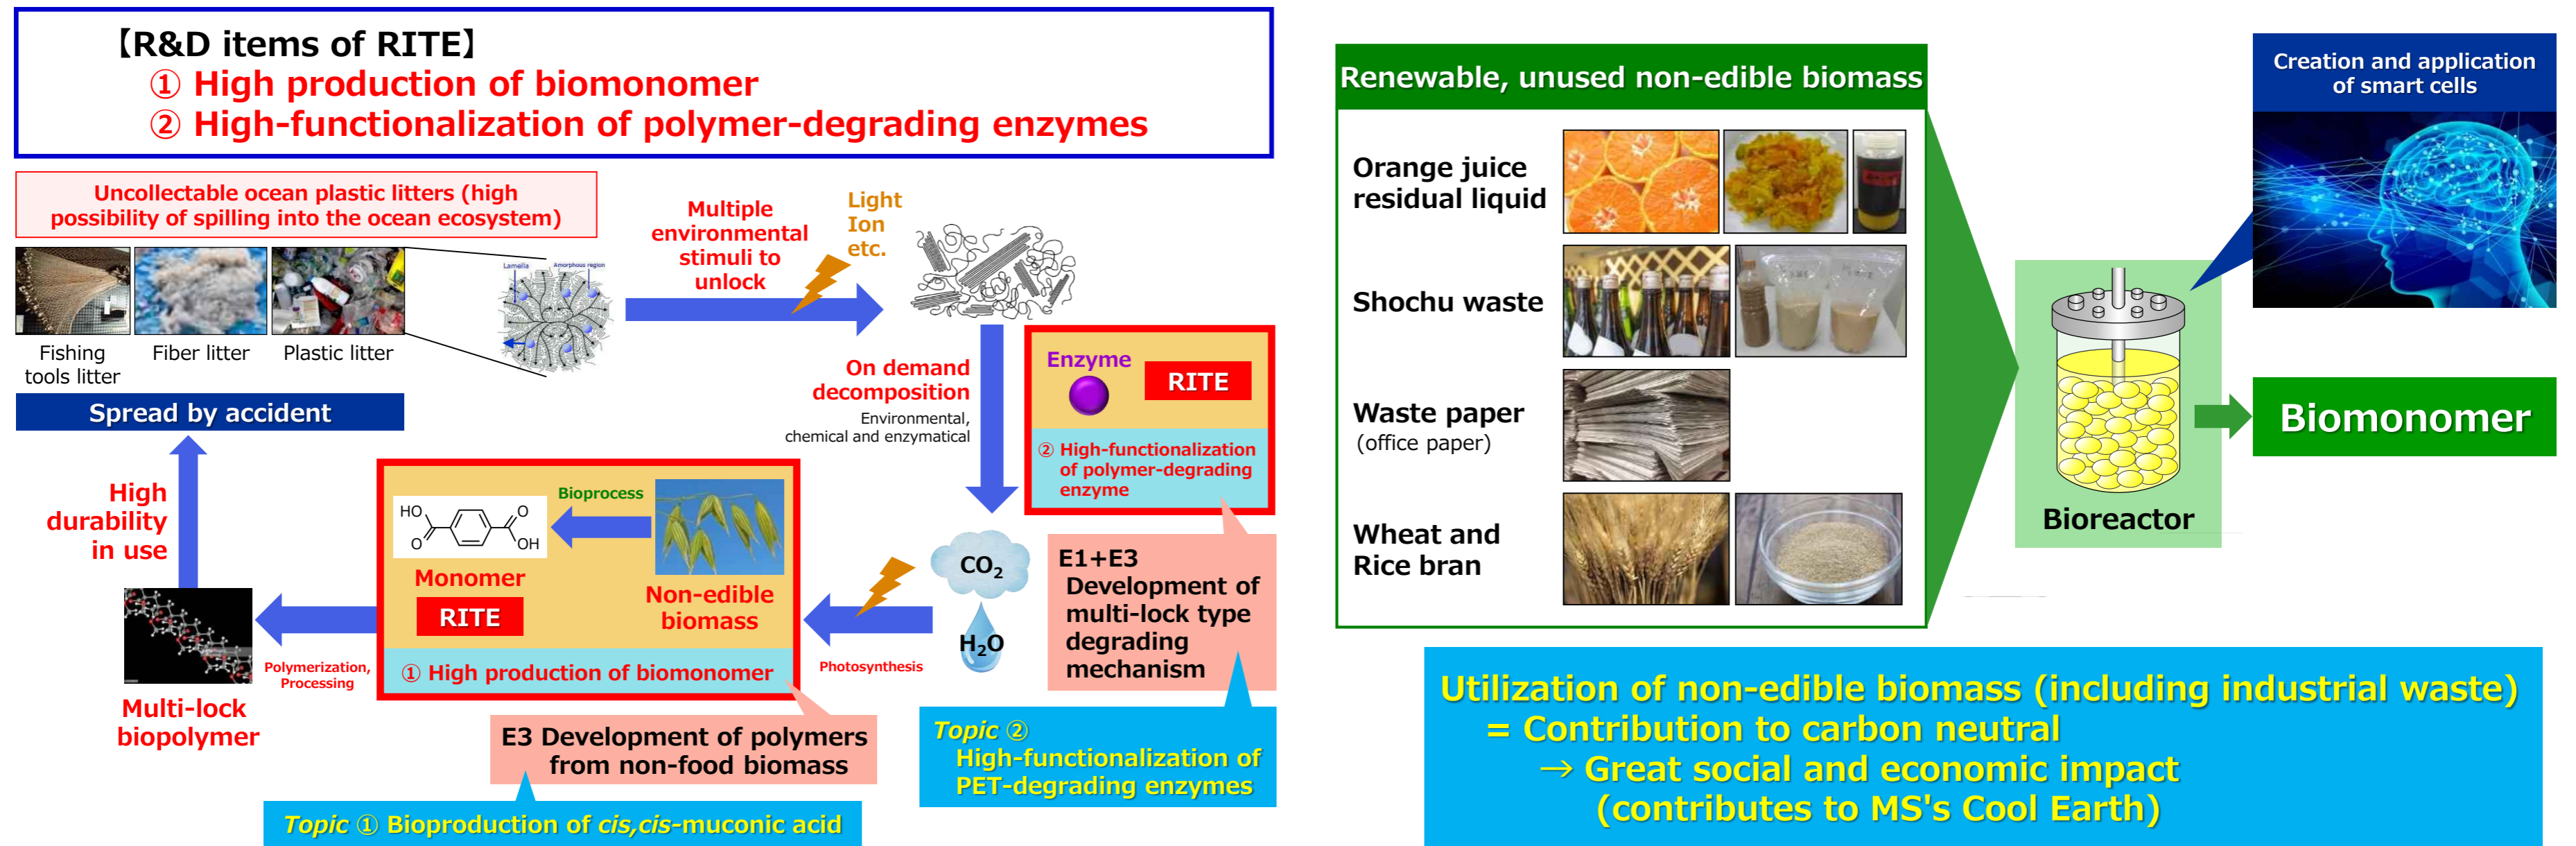 【R&D items of RITE】
① High production of biomonomer
② High-functionalization of polymer-degrading enzymes
Uncollectable ocean plastic litters (high
possibility of spilling into the ocean ecosystem)
Fishing
tools litter
Fiber litter
Plastic litter
Lamella
Amorphous region
Spread by accident
Multiple
environmental
stimuli to
unlock
Light
Ion
etc.
On demand
decomposition
Environmental,
chemical and enzymatical
Enzyme
RITE
② High-functionalization
of polymer-degrading
enzyme
E1+E3
Development of
multi-lock type
degrading
mechanism
Topic ②
High-functionalization of
PET-degrading enzymes
CO₂
H₂O
Photosynthesis
Bioprocess
HO
O
O
OH
Monomer
RITE
Non-edible
biomass
① High production of biomonomer
E3 Development of polymers
from non-food biomass
Topic ① Bioproduction of cis,cis-muconic acid
Polymerization,
Processing
Multi-lock
biopolymer
High
durability
in use
Renewable, unused non-edible biomass
Orange juice
residual liquid
Shochu waste
Waste paper
(office paper)
Wheat and
Rice bran
Creation and application
of smart cells
Bioreactor
Biomonomer
Utilization of non-edible biomass (including industrial waste)
= Contribution to carbon neutral
→ Great social and economic impact
(contributes to MS's Cool Earth)